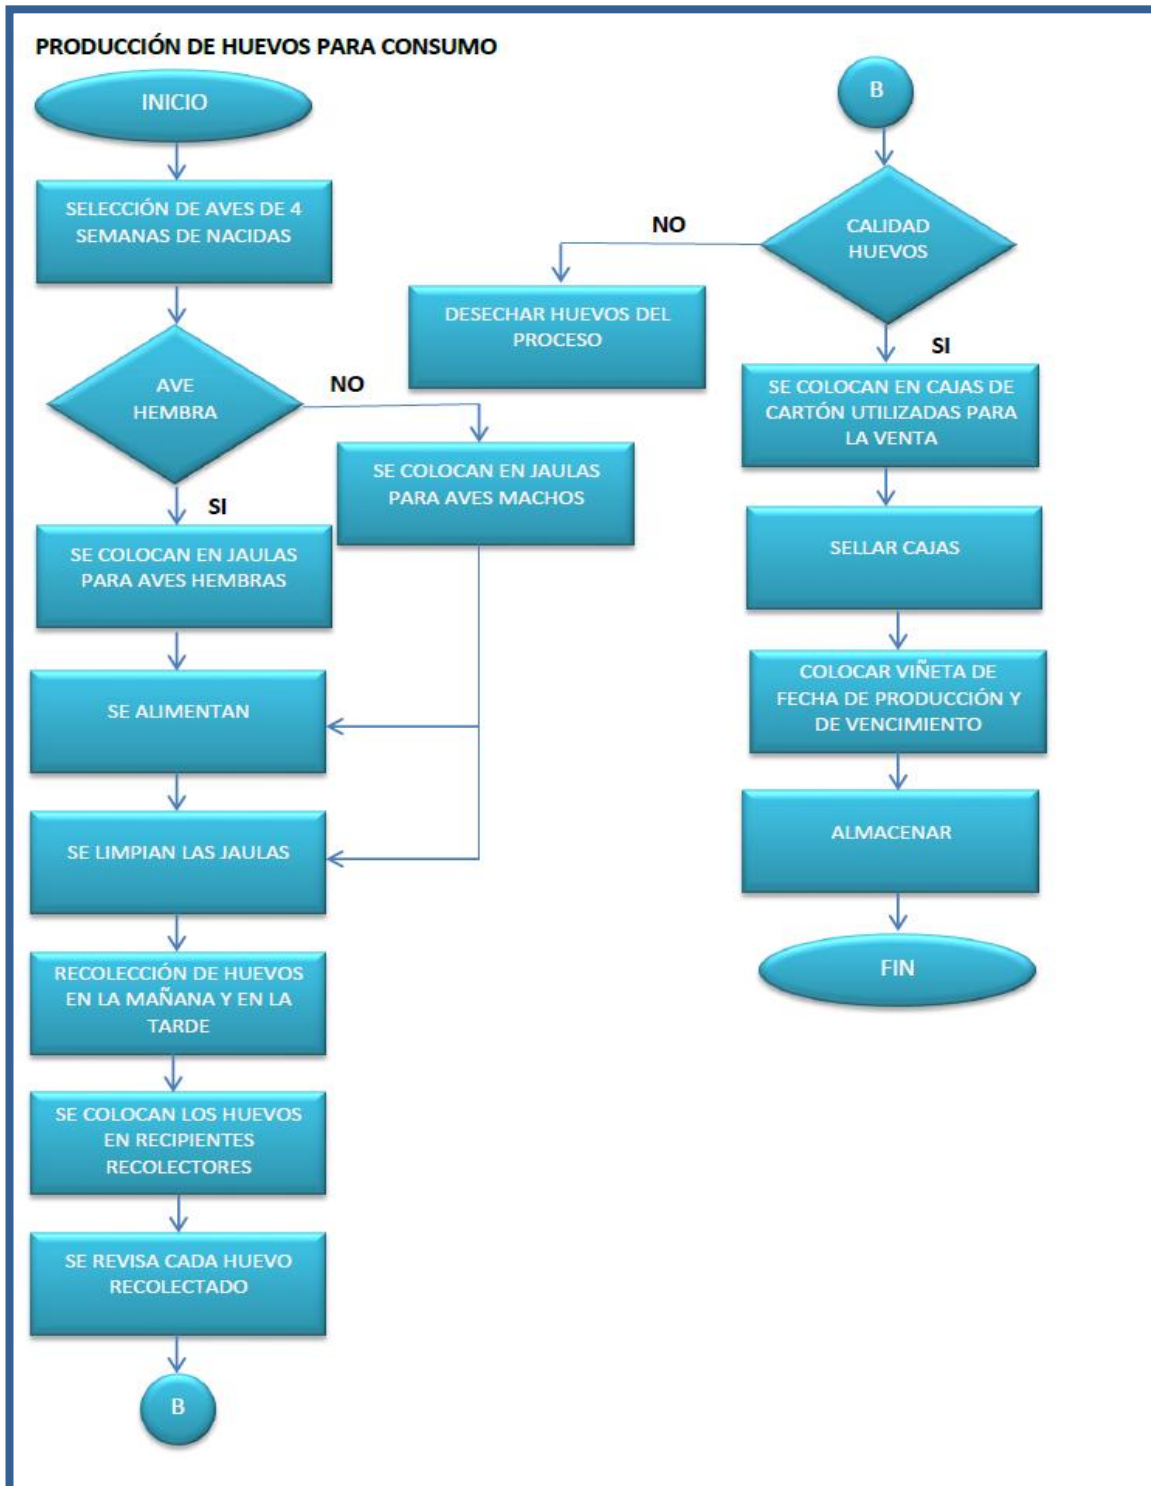 PRODUCCIÓN DE HUEVOS PARA CONSUMO
INICIO
SELECCIÓN DE AVES DE 4
SEMANAS DE NACIDAS
AVE
HEMBRA
NO
SE COLOCAN EN JAULAS
PARA AVES MACHOS
SI
SE COLOCAN EN JAULAS
PARA AVES HEMBRAS
SE ALIMENTAN
SE LIMPIAN LAS JAULAS
RECOLECCIÓN DE HUEVOS
EN LA MAÑANA Y EN LA
TARDE
SE COLOCAN LOS HUEVOS
EN RECIPIENTES
RECOLECTORES
SE REVISA CADA HUEVO
RECOLECTADO
B
B
CALIDAD
HUEVOS
NO
DESECHAR HUEVOS DEL
PROCESO
SI
SE COLOCAN EN CAJAS DE
CARTÓN UTILIZADAS PARA
LA VENTA
SELLAR CAJAS
COLOCAR VIÑETA DE
FECHA DE PRODUCCIÓN Y
DE VENCIMIENTO
ALMACENAR
FIN